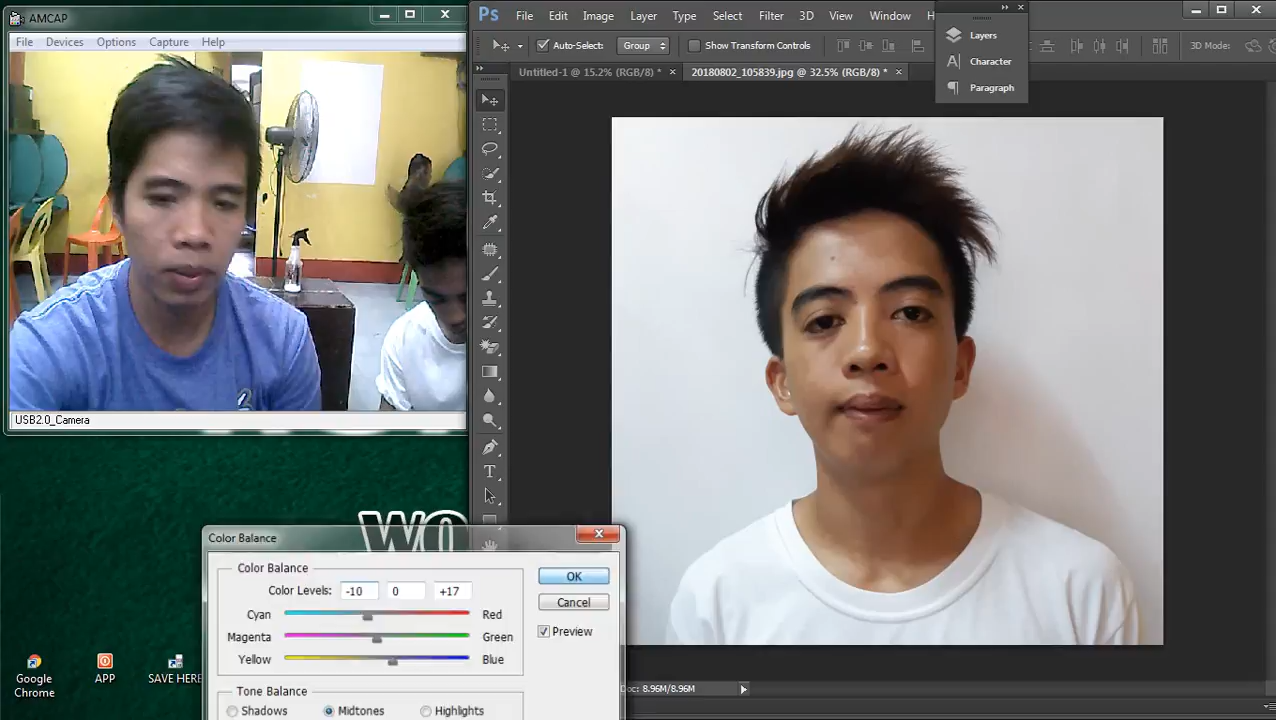 AMCAP
File Devices Options Capture Help
USB2.0_Camera
Ps File Edit Image Layer Type Select Filter 3D View Window
Auto-Select: Group Show Transform Controls 3D Mode:
Untitled-1 @ 15.2% (RGB/8) * × 20180802_105839.jpg @ 32.5% (RGB/8) * ×
Layers
Character
Paragraph
WO
Color Balance
Color Balance
Color Levels: -10 0 +17
Cyan Red
Magenta Green
Yellow Blue
Tone Balance
Shadows Midtones Highlights
OK
Cancel
Preview
Google Chrome
APP
SAVE HERE
Doc: 8.96M/8.96M